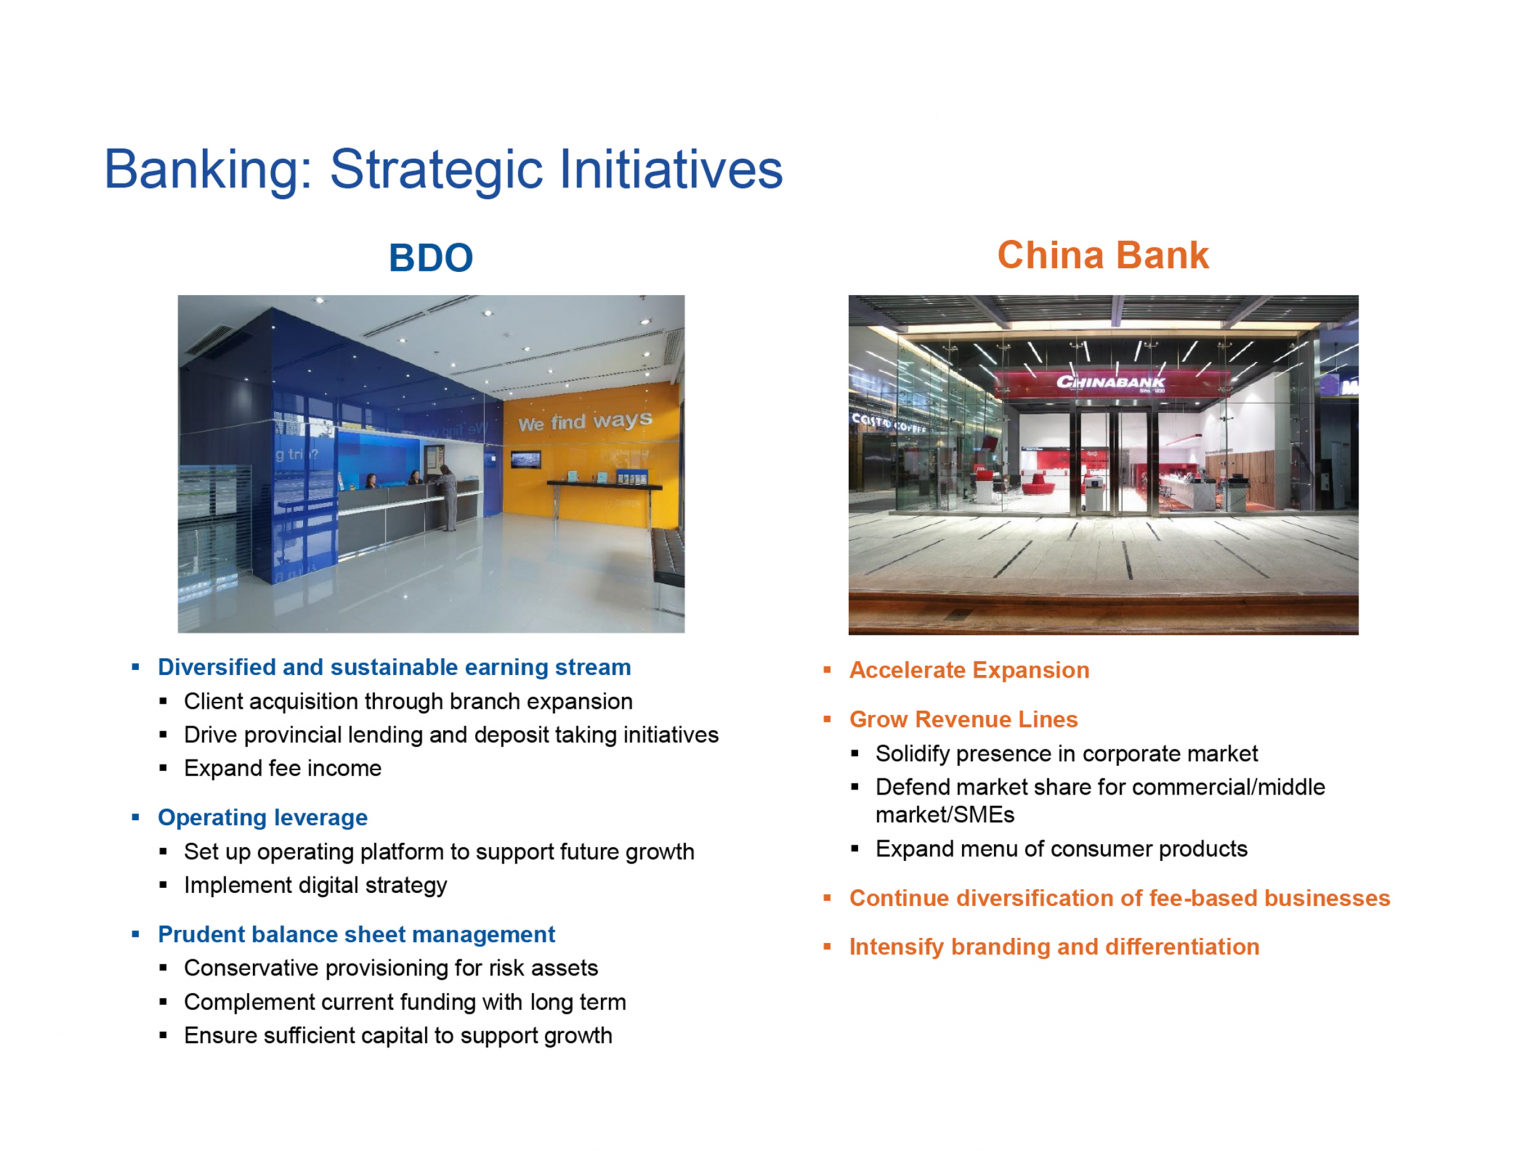 Banking: Strategic Initiatives
BDO
We find ways
g trip?
▪ Diversified and sustainable earning stream
▪ Client acquisition through branch expansion
▪ Drive provincial lending and deposit taking initiatives
▪ Expand fee income
▪ Operating leverage
▪ Set up operating platform to support future growth
▪ Implement digital strategy
▪ Prudent balance sheet management
▪ Conservative provisioning for risk assets
▪ Complement current funding with long term
▪ Ensure sufficient capital to support growth
China Bank
CHINABANK
▪ Accelerate Expansion
▪ Grow Revenue Lines
▪ Solidify presence in corporate market
▪ Defend market share for commercial/middle
market/SMEs
▪ Expand menu of consumer products
▪ Continue diversification of fee-based businesses
▪ Intensify branding and differentiation